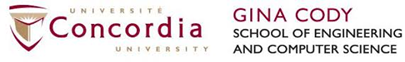 UNIVERSITÉ
Concordia
UNIVERSITY
GINA CODY
SCHOOL OF ENGINEERING
AND COMPUTER SCIENCE